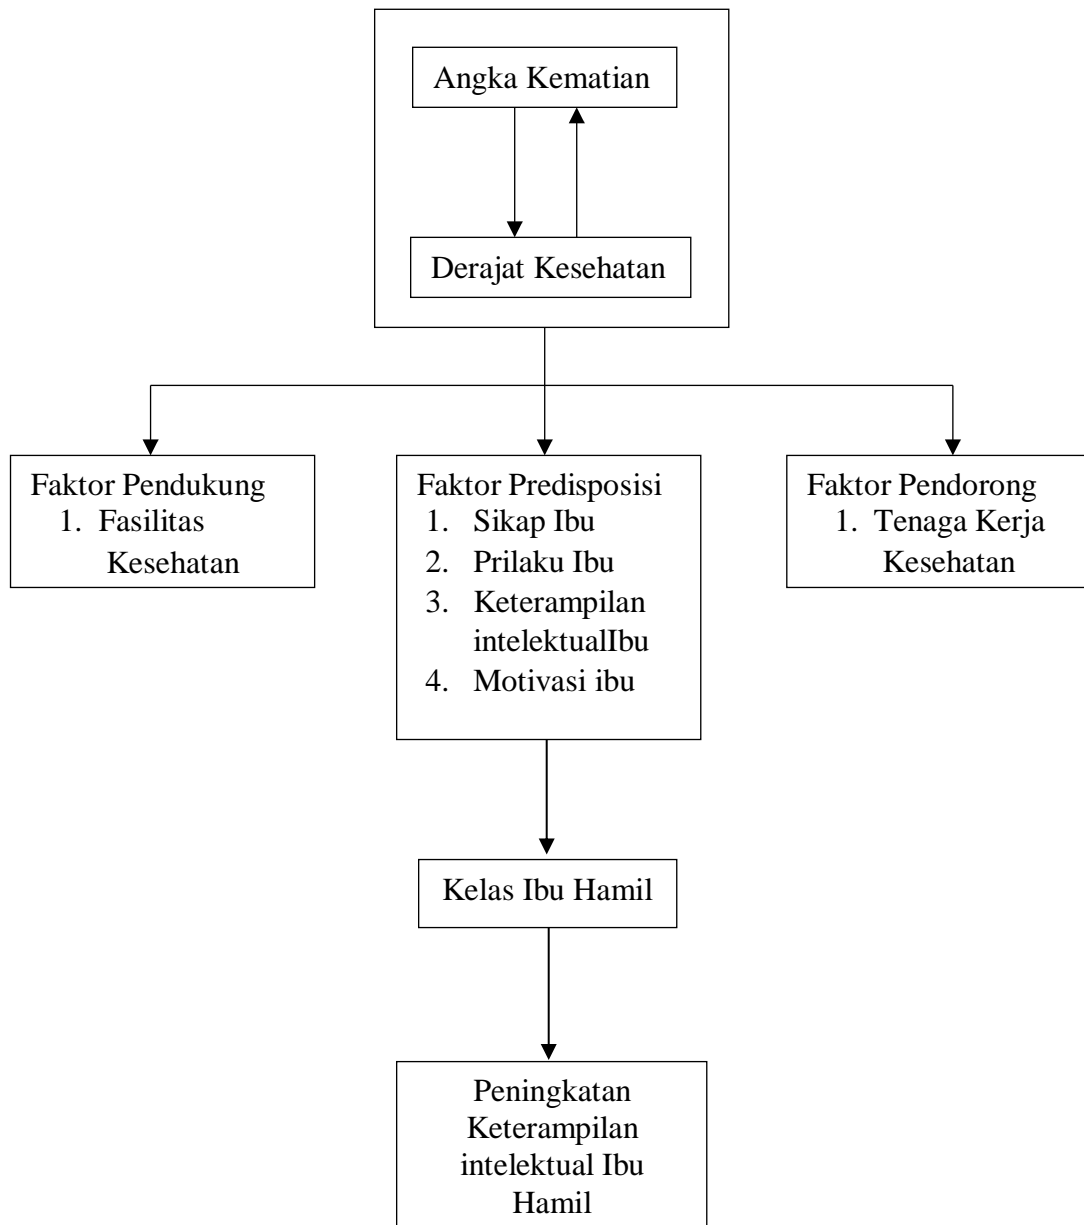 Angka Kematian
Derajat Kesehatan
Faktor Pendukung
1. Fasilitas
Kesehatan
Faktor Predisposisi
1. Sikap Ibu
2. Prilaku Ibu
3. Keterampilan
intelektualIbu
4. Motivasi ibu
Faktor Pendorong
1. Tenaga Kerja
Kesehatan
Kelas Ibu Hamil
Peningkatan
Keterampilan
intelektual Ibu
Hamil